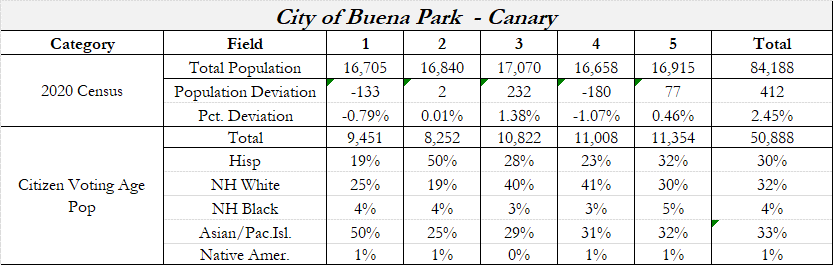 City of Buena Park - Canary
Category Field 1 2 3 4 5 Total
2020 Census
Total Population 16,705 16,840 17,070 16,658 16,915 84,188
Population Deviation -133 2 232 -180 77 412
Pct. Deviation -0.79% 0.01% 1.38% -1.07% 0.46% 2.45%
Citizen Voting Age
Pop
Total 9,451 8,252 10,822 11,008 11,354 50,888
Hisp 19% 50% 28% 23% 32% 30%
NH White 25% 19% 40% 41% 30% 32%
NH Black 4% 4% 3% 3% 5% 4%
Asian/Pac.Isl. 50% 25% 29% 31% 32% 33%
Native Amer. 1% 1% 0% 1% 1% 1%